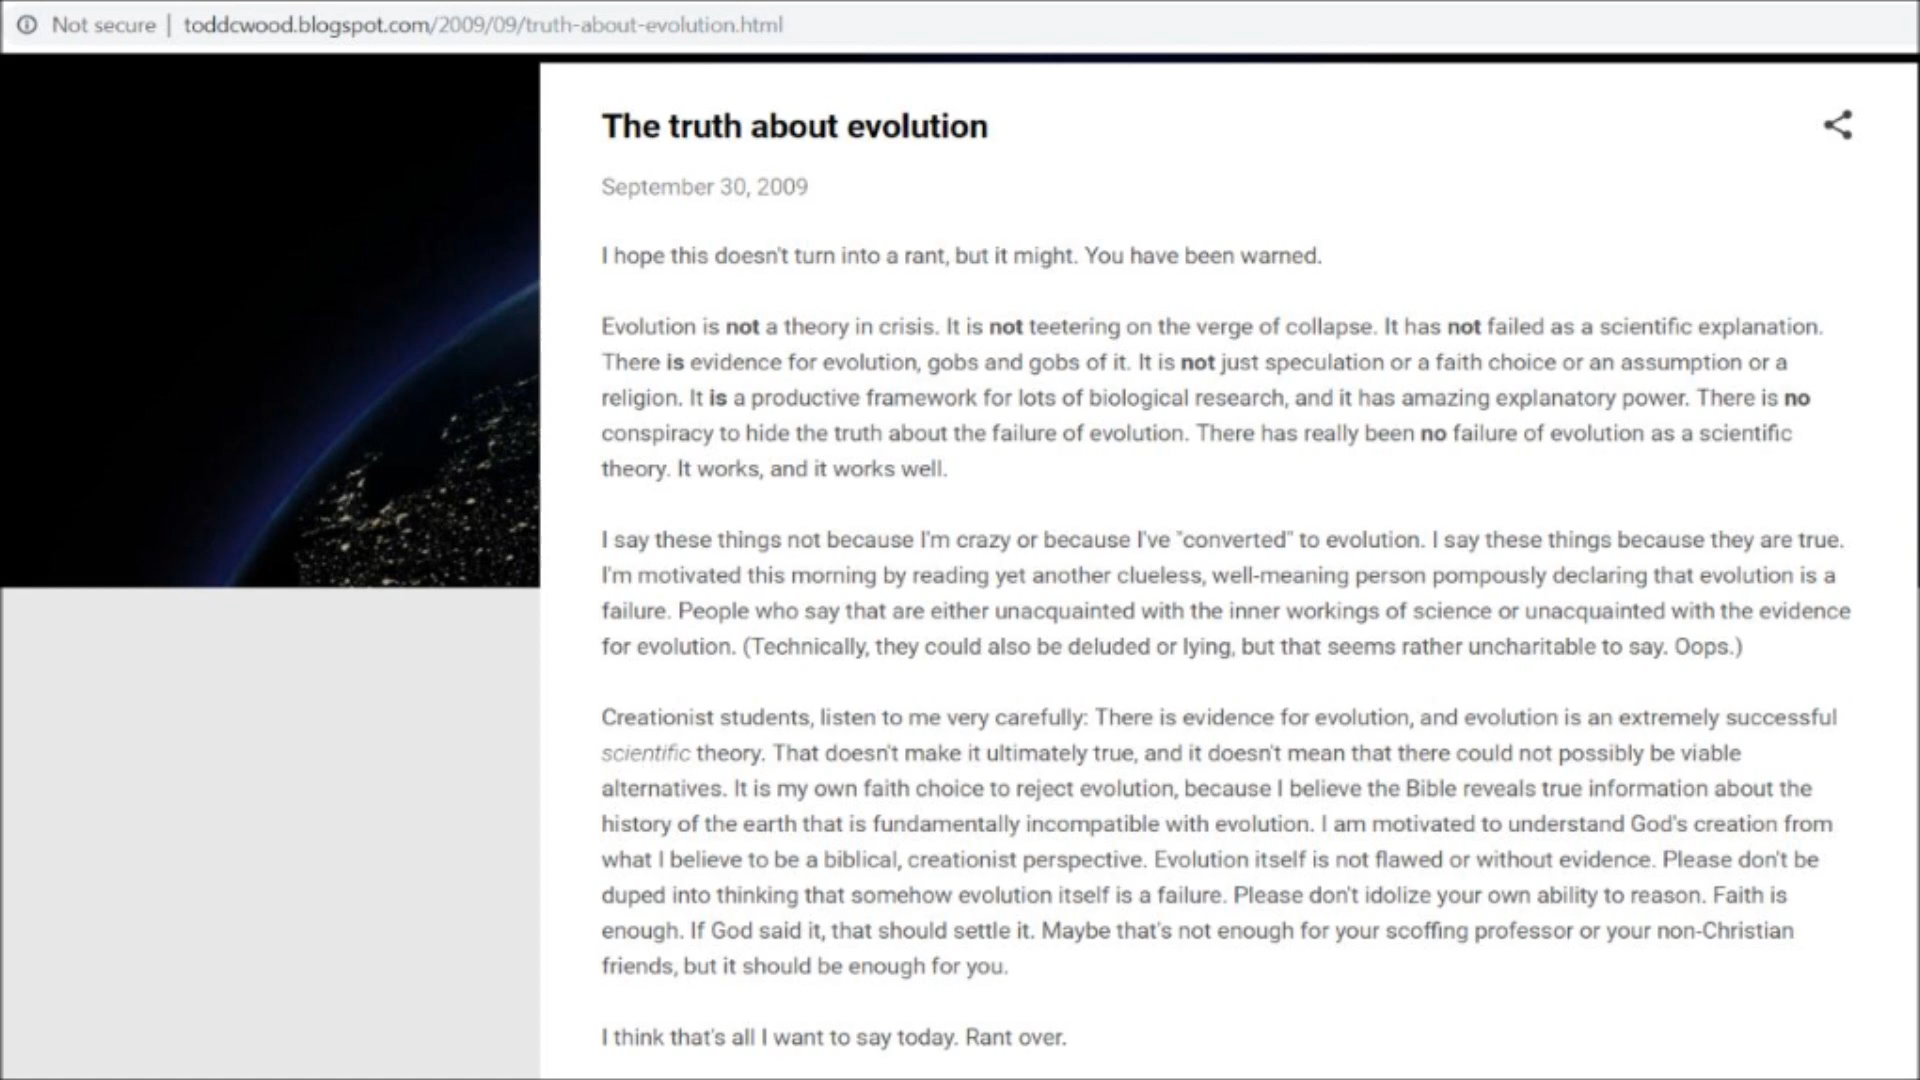 Not secure | toddcwood.blogspot.com/2009/09/truth-about-evolution.html
The truth about evolution
September 30, 2009
I hope this doesn't turn into a rant, but it might. You have been warned.
Evolution is not a theory in crisis. It is not teetering on the verge of collapse. It has not failed as a scientific explanation.
There is evidence for evolution, gobs and gobs of it. It is not just speculation or a faith choice or an assumption or a
religion. It is a productive framework for lots of biological research, and it has amazing explanatory power. There is no
conspiracy to hide the truth about the failure of evolution. There has really been no failure of evolution as a scientific
theory. It works, and it works well.
I say these things not because I'm crazy or because I've "converted" to evolution. I say these things because they are true.
I'm motivated this morning by reading yet another clueless, well-meaning person pompously declaring that evolution is a
failure. People who say that are either unacquainted with the inner workings of science or unacquainted with the evidence
for evolution. (Technically, they could also be deluded or lying, but that seems rather uncharitable to say. Oops.)
Creationist students, listen to me very carefully: There is evidence for evolution, and evolution is an extremely successful
scientific theory. That doesn't make it ultimately true, and it doesn't mean that there could not possibly be viable
alternatives. It is my own faith choice to reject evolution, because I believe the Bible reveals true information about the
history of the earth that is fundamentally incompatible with evolution. I am motivated to understand God's creation from
what I believe to be a biblical, creationist perspective. Evolution itself is not flawed or without evidence. Please don't be
duped into thinking that somehow evolution itself is a failure. Please don't idolize your own ability to reason. Faith is
enough. If God said it, that should settle it. Maybe that's not enough for your scoffing professor or your non-Christian
friends, but it should be enough for you.
I think that's all I want to say today. Rant over.